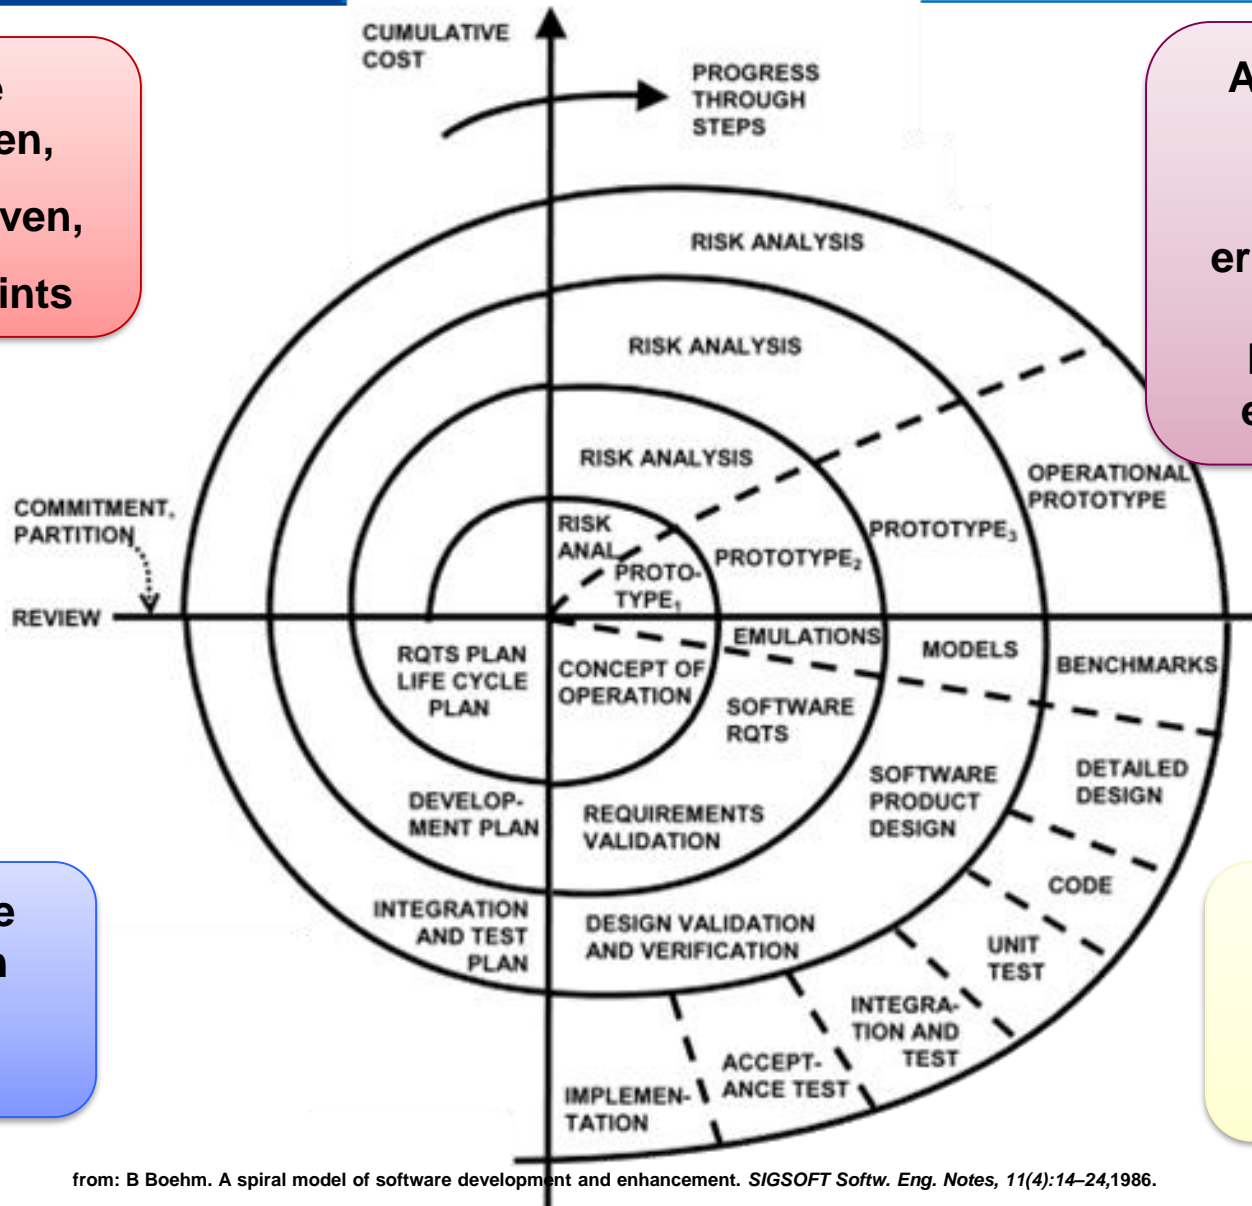 CUMULATIVE
COST
PROGRESS
THROUGH
STEPS
ints
RISK ANALYSIS
RISK ANALYSIS
RISK ANALYSIS
RISK
ANAL
PROTO-
TYPE₁
PROTOTYPE₂
PROTOTYPE₃
OPERATIONAL
PROTOTYPE
COMMITMENT,
PARTITION
REVIEW
RQTS PLAN
LIFE CYCLE
PLAN
CONCEPT OF
OPERATION
EMULATIONS
MODELS
BENCHMARKS
SOFTWARE
RQTS
DEVELOP-
MENT PLAN
REQUIREMENTS
VALIDATION
SOFTWARE
PRODUCT
DESIGN
DETAILED
DESIGN
CODE
INTEGRATION
AND TEST
PLAN
DESIGN VALIDATION
AND VERIFICATION
UNIT
TEST
INTEGRA-
TION AND
TEST
ACCEPT-
ANCE TEST
IMPLEMEN-
TATION
from: B Boehm. A spiral model of software development and enhancement. SIGSOFT Softw. Eng. Notes, 11(4):14–24,1986.